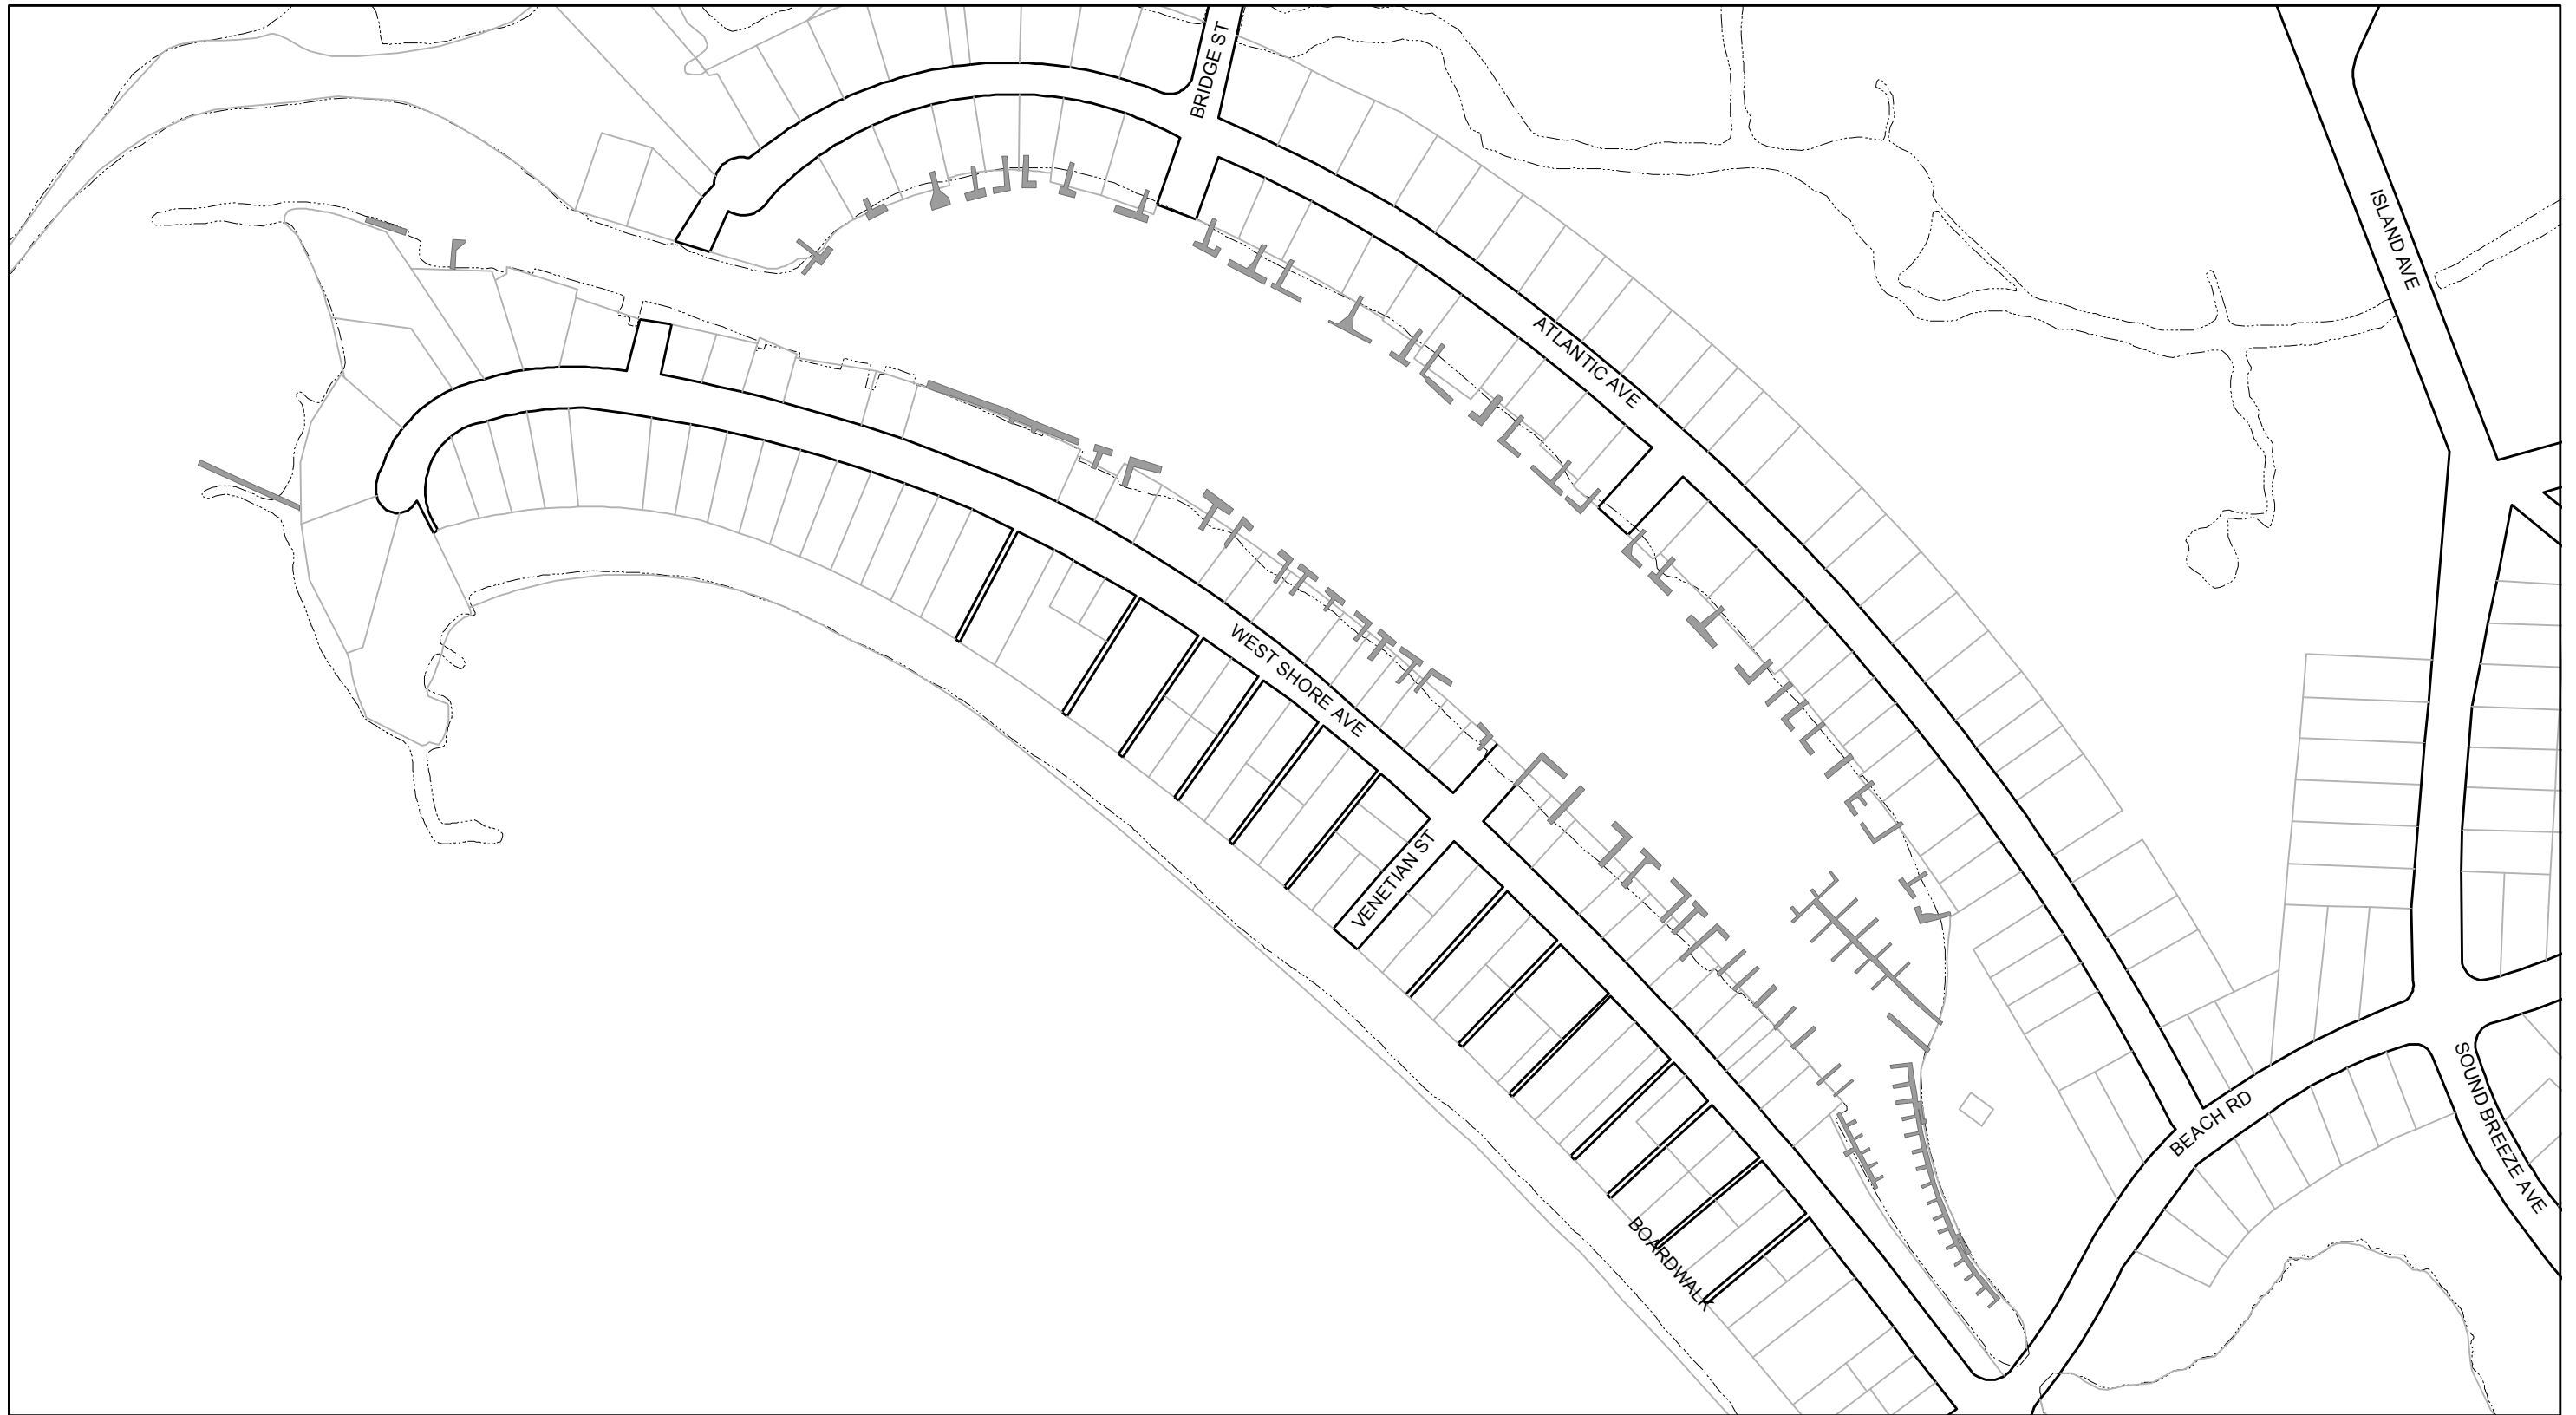 BRIDGE ST
ISLAND AVE
ATLANTIC AVE
WEST SHORE AVE
VENETIAN ST
BEACH RD
SOUND BREEZE AVE
BOARDWALK